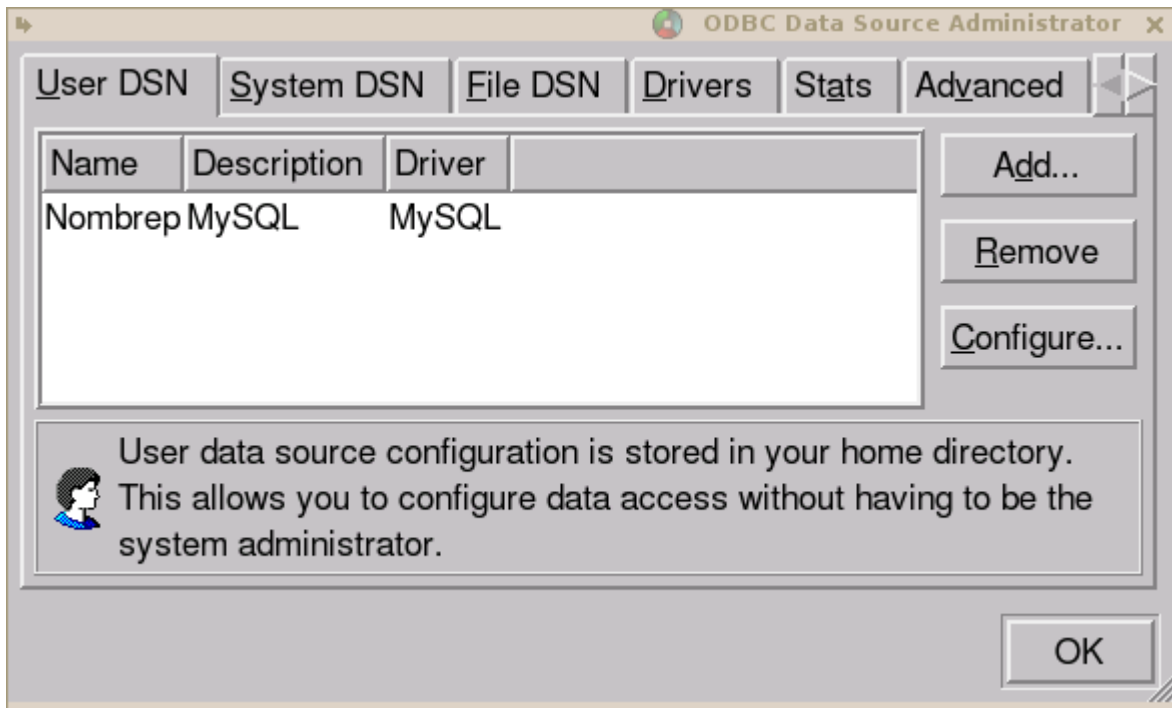 ODBC Data Source Administrator
User DSN System DSN File DSN Drivers Stats Advanced
Name Description Driver
Nombrep MySQL MySQL
Add...
Remove
Configure...
User data source configuration is stored in your home directory.
This allows you to configure data access without having to be the
system administrator.
OK